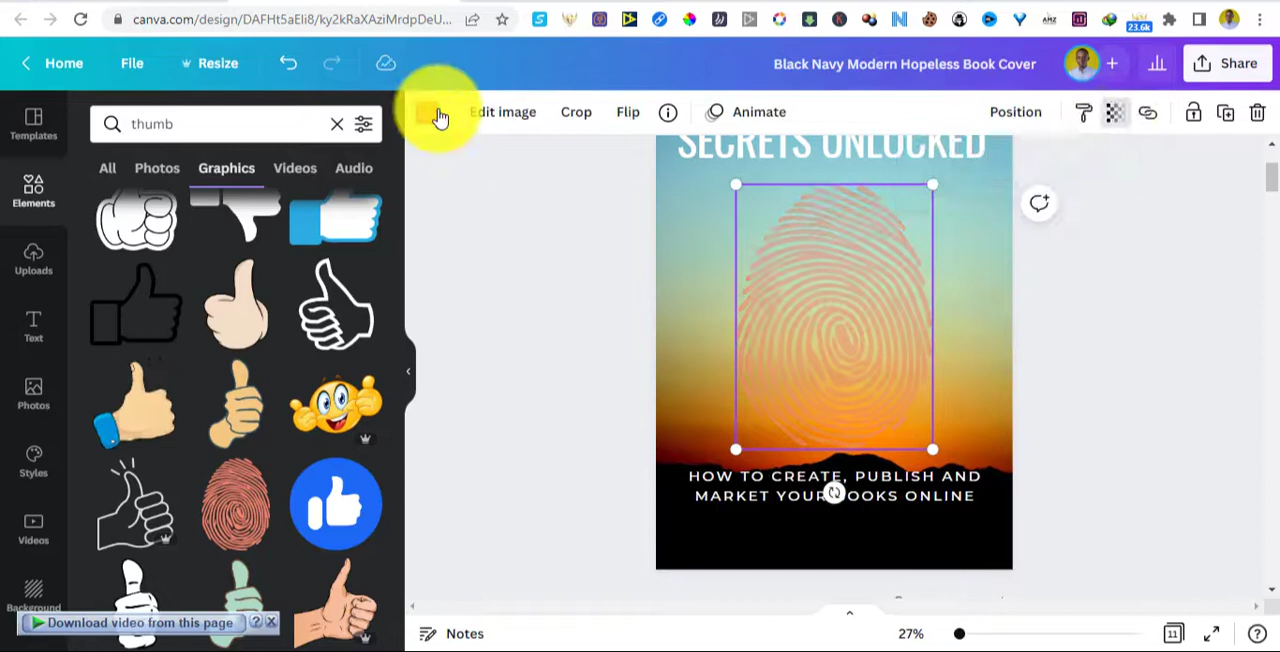 canva.com/design/DAFHt5aEli8/ky2kRaXAziMrdpDeU...
23.6k
Home
File
Resize
Black Navy Modern Hopeless Book Cover
Share
Templates
thumb
Edit image
Crop
Flip
Animate
Position
All
Photos
Graphics
Videos
Audio
SECRETS UNLOCKED
Elements
Uploads
Text
Photos
Styles
Videos
Background
HOW TO CREATE, PUBLISH AND
MARKET YOUR BOOKS ONLINE
Download video from this page
Notes
27%
11